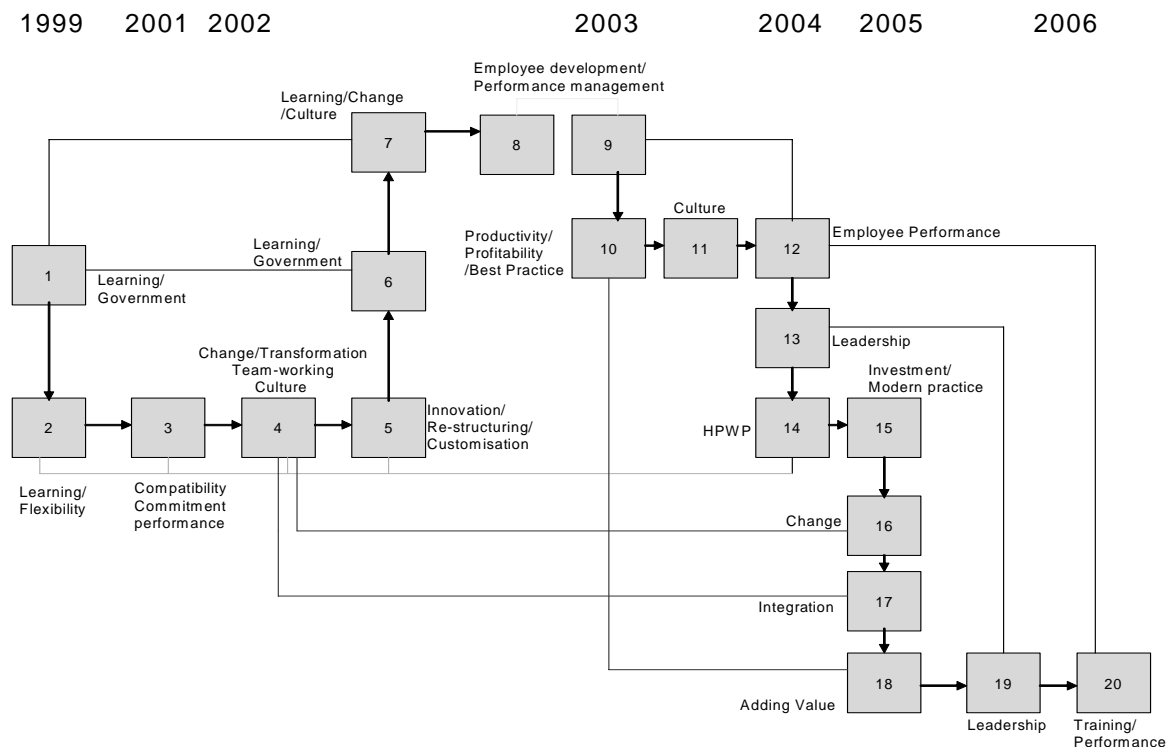 1999 2001 2002 2003 2004 2005 2006
Employee development/
Performance management
Learning/Change
/Culture
7
8
9
Culture
Productivity/
Profitability
/Best Practice
10
11
12
Employee Performance
Learning/
Government
1
Learning/
Government
6
13
Leadership
Change/Transformation
Team-working
Culture
Investment/
Modern practice
2
3
4
5
Innovation/
Re-structuring/
Customisation
HPWP
14
15
Learning/
Flexibility
Compatibility
Commitment
performance
Change
16
Integration
17
Adding Value
18
19
20
Leadership
Training/
Performance